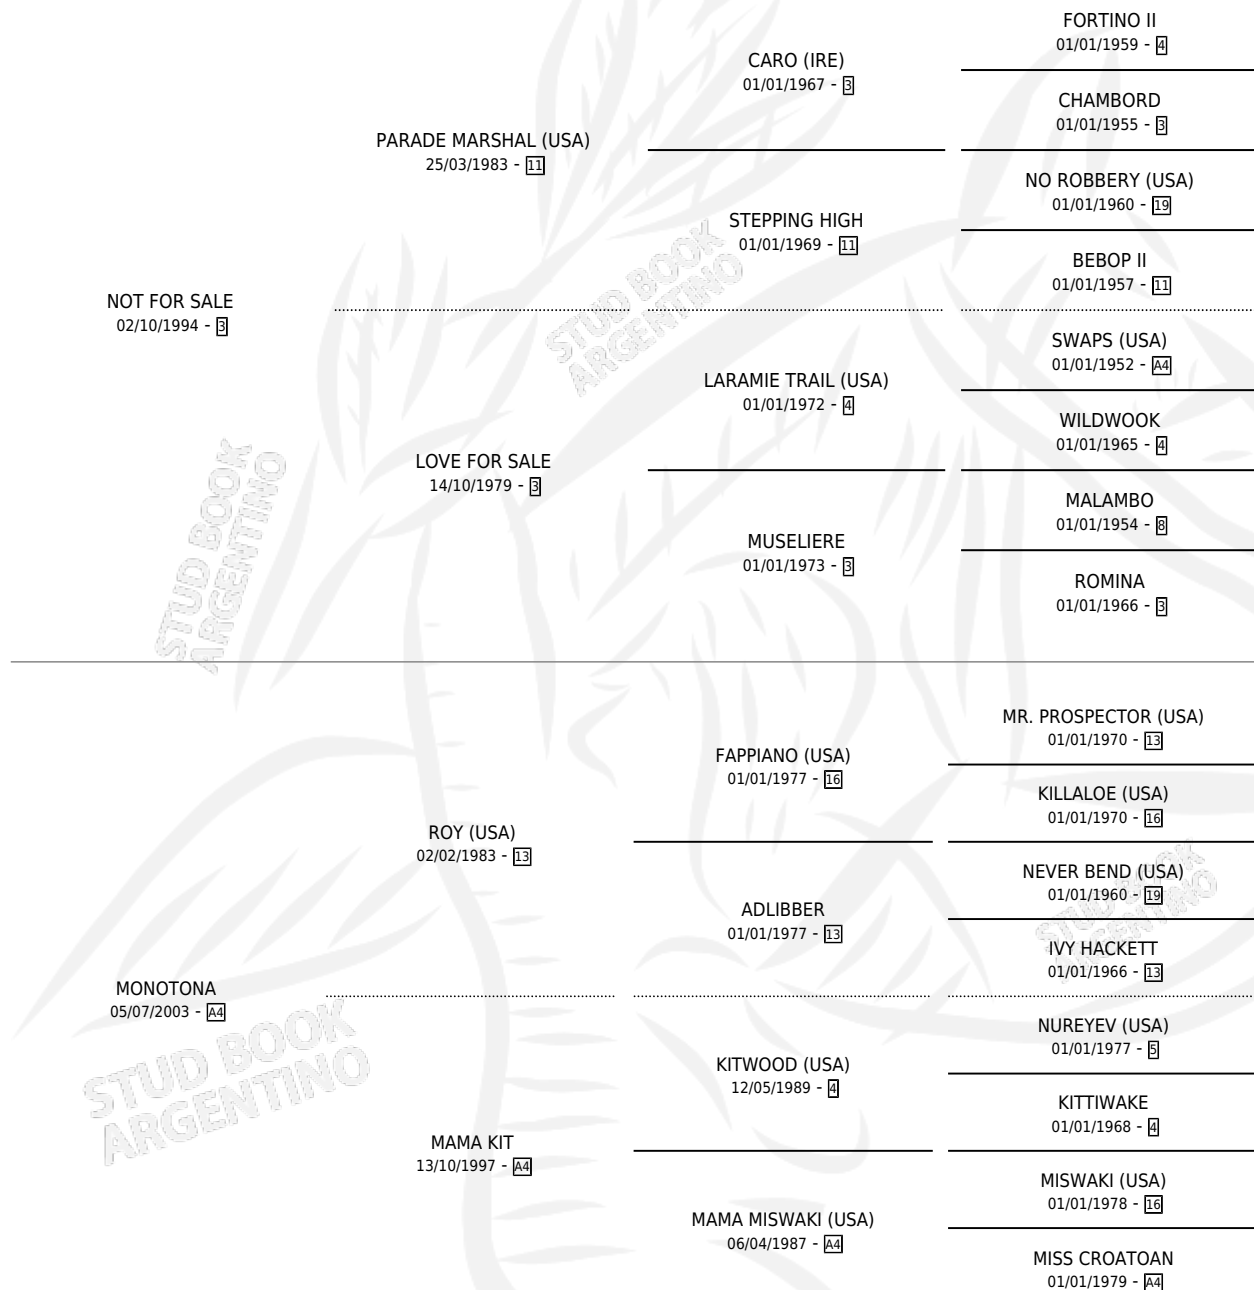 FORTINO II
01/01/1959 - 4
CARO (IRE)
01/01/1967 - 3
CHAMBORD
01/01/1955 - 3
PARADE MARSHAL (USA)
25/03/1983 - 11
NO ROBBERY (USA)
01/01/1960 - 19
STEPPING HIGH
01/01/1969 - 11
BEBOP II
01/01/1957 - 11
NOT FOR SALE
02/10/1994 - 3
STUD BOOK
ARGENTINO
SWAPS (USA)
01/01/1952 - A4
LARAMIE TRAIL (USA)
01/01/1972 - 4
WILDWOOK
01/01/1965 - 4
LOVE FOR SALE
14/10/1979 - 3
MALAMBO
01/01/1954 - 8
MUSELIERE
01/01/1973 - 3
ROMINA
01/01/1966 - 3
STUD BOOK
ARGENTINO
MR. PROSPECTOR (USA)
01/01/1970 - 13
FAPPIANO (USA)
01/01/1977 - 16
KILLALOE (USA)
01/01/1970 - 16
ROY (USA)
02/02/1983 - 13
NEVER BEND (USA)
01/01/1960 - 19
ADLIBBER
01/01/1977 - 13
STUD BOOK
ARGENTINO
IVY HACKETT
01/01/1966 - 13
MONOTONA
05/07/2003 - A4
STUD BOOK
ARGENTINO
NUREYEV (USA)
01/01/1977 - 5
KITWOOD (USA)
12/05/1989 - 4
KITTIWAKE
01/01/1968 - 4
MAMA KIT
13/10/1997 - A4
MISWAKI (USA)
01/01/1978 - 16
MAMA MISWAKI (USA)
06/04/1987 - A4
MISS CROATOAN
01/01/1979 - A4